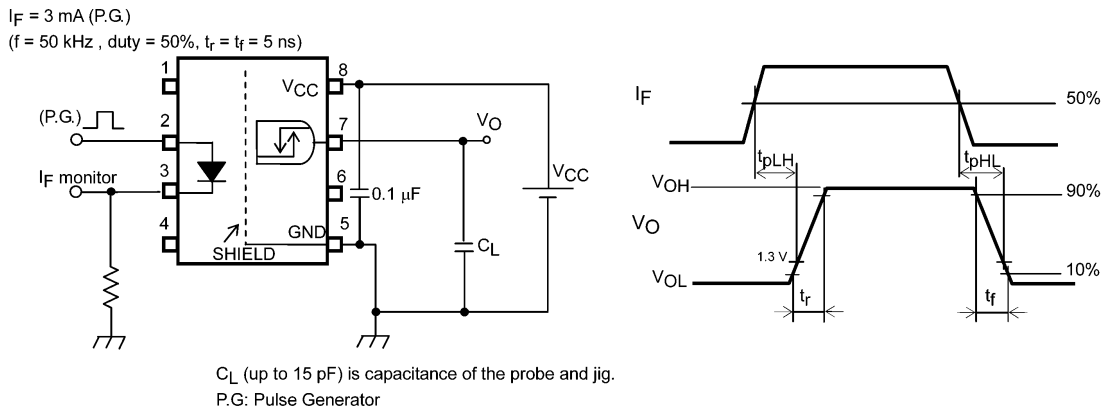 IF = 3 mA (P.G.)
(f = 50 kHz , duty = 50%, tr = tf = 5 ns)
1
8
VCC
(P.G.)
2
7
VO
IF monitor
3
6
0.1 µF
VCC
4
5
GND
SHIELD
CL
CL (up to 15 pF) is capacitance of the probe and jig.
P.G: Pulse Generator
IF
50%
tpLH
tpHL
VOH
90%
VO
1.3 V
10%
VOL
tr
tf